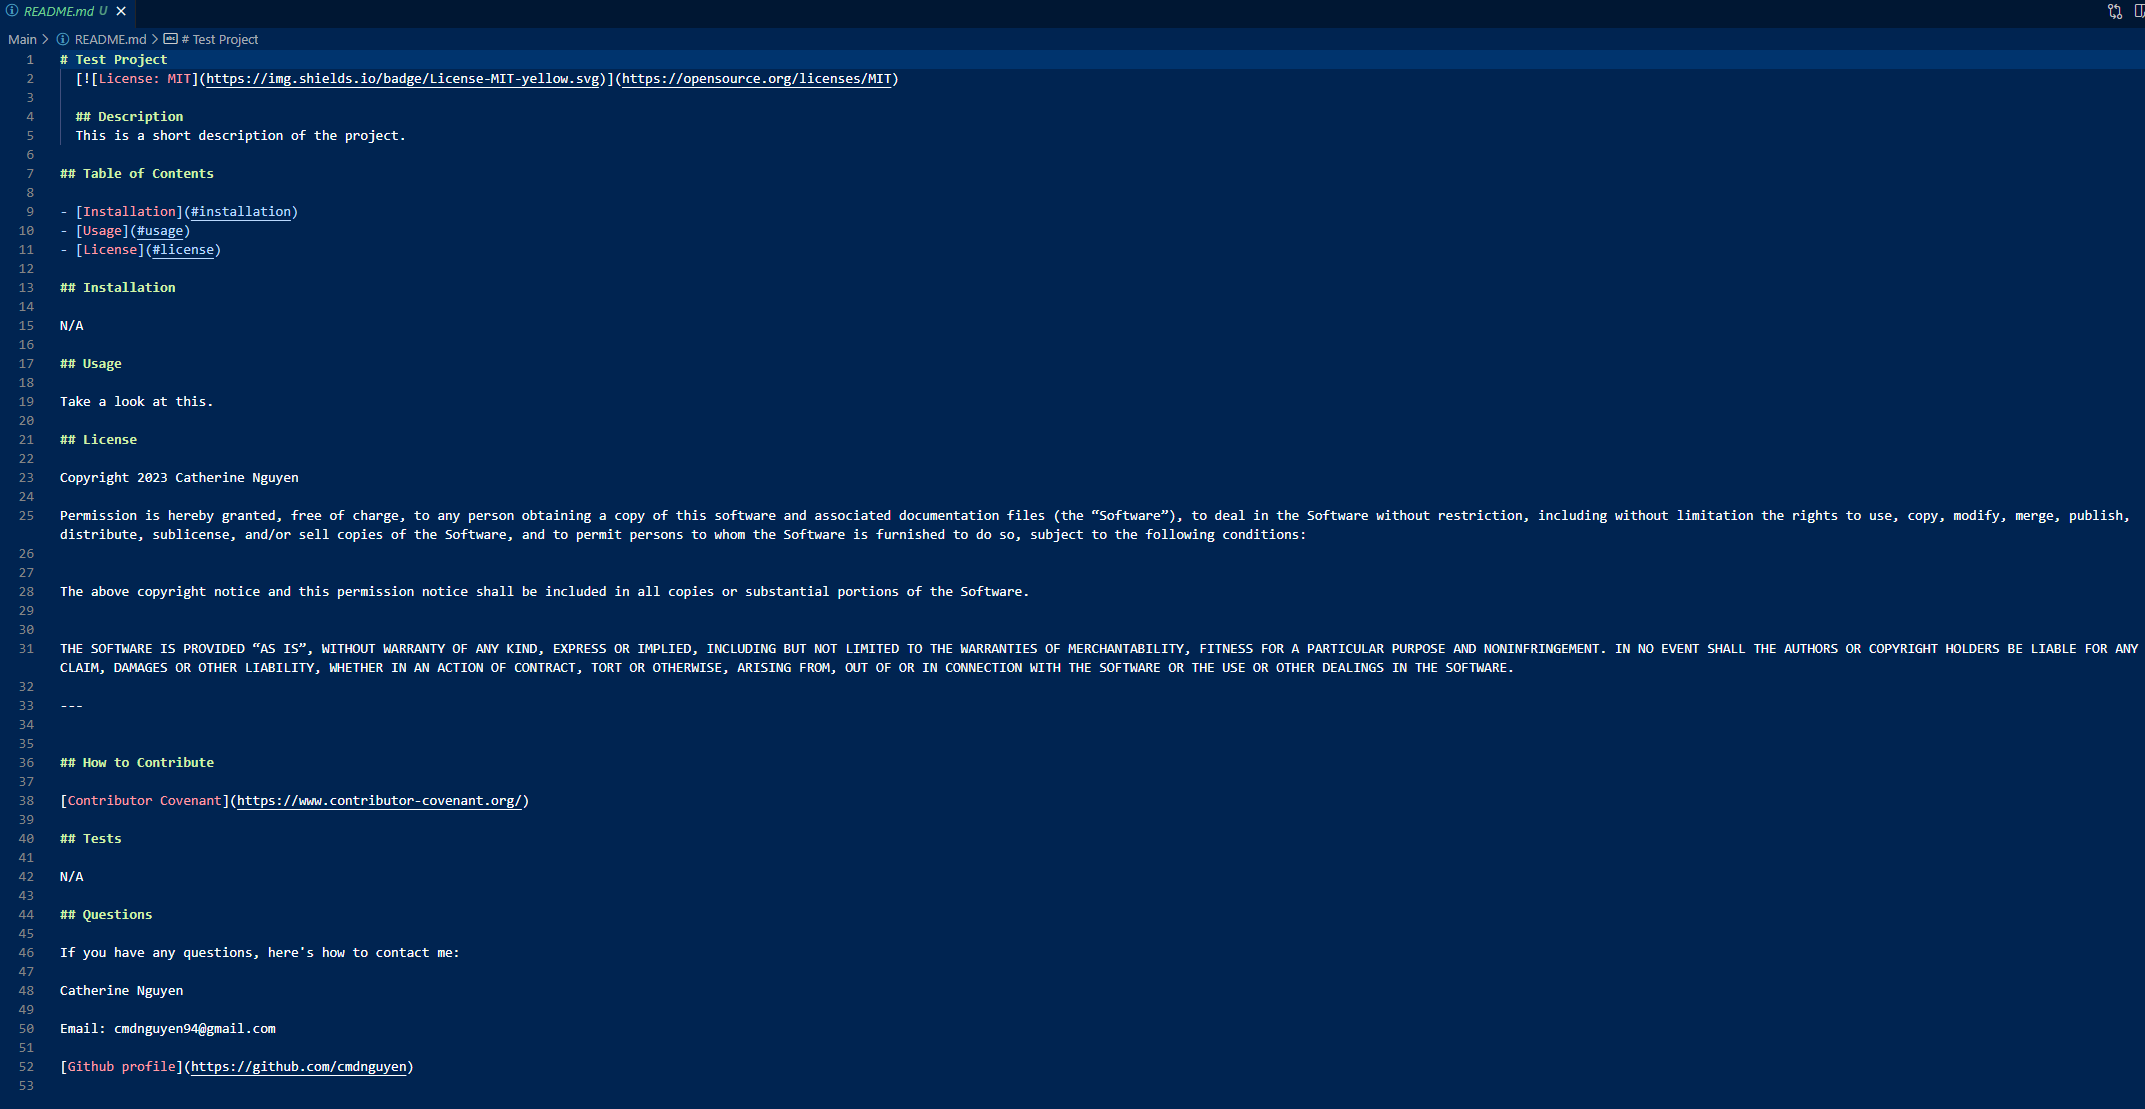 README.md U
Main > README.md > # Test Project
1 # Test Project
2 [![License: MIT](https://img.shields.io/badge/License-MIT-yellow.svg)](https://opensource.org/licenses/MIT)
3
4 ## Description
5 This is a short description of the project.
6
7 ## Table of Contents
8
9 - [Installation](#installation)
10 - [Usage](#usage)
11 - [License](#license)
12
13 ## Installation
14
15 N/A
16
17 ## Usage
18
19 Take a look at this.
20
21 ## License
22
23 Copyright 2023 Catherine Nguyen
24
25 Permission is hereby granted, free of charge, to any person obtaining a copy of this software and associated documentation files (the “Software”), to deal in the Software without restriction, including without limitation the rights to use, copy, modify, merge, publish,
distribute, sublicense, and/or sell copies of the Software, and to permit persons to whom the Software is furnished to do so, subject to the following conditions:
26
27
28 The above copyright notice and this permission notice shall be included in all copies or substantial portions of the Software.
29
30
31 THE SOFTWARE IS PROVIDED “AS IS”, WITHOUT WARRANTY OF ANY KIND, EXPRESS OR IMPLIED, INCLUDING BUT NOT LIMITED TO THE WARRANTIES OF MERCHANTABILITY, FITNESS FOR A PARTICULAR PURPOSE AND NONINFRINGEMENT. IN NO EVENT SHALL THE AUTHORS OR COPYRIGHT HOLDERS BE LIABLE FOR ANY
CLAIM, DAMAGES OR OTHER LIABILITY, WHETHER IN AN ACTION OF CONTRACT, TORT OR OTHERWISE, ARISING FROM, OUT OF OR IN CONNECTION WITH THE SOFTWARE OR THE USE OR OTHER DEALINGS IN THE SOFTWARE.
32
33 ---
34
35
36 ## How to Contribute
37
38 [Contributor Covenant](https://www.contributor-covenant.org/)
39
40 ## Tests
41
42 N/A
43
44 ## Questions
45
46 If you have any questions, here's how to contact me:
47
48 Catherine Nguyen
49
50 Email: cmdnguyen94@gmail.com
51
52 [Github profile](https://github.com/cmdnguyen)
53